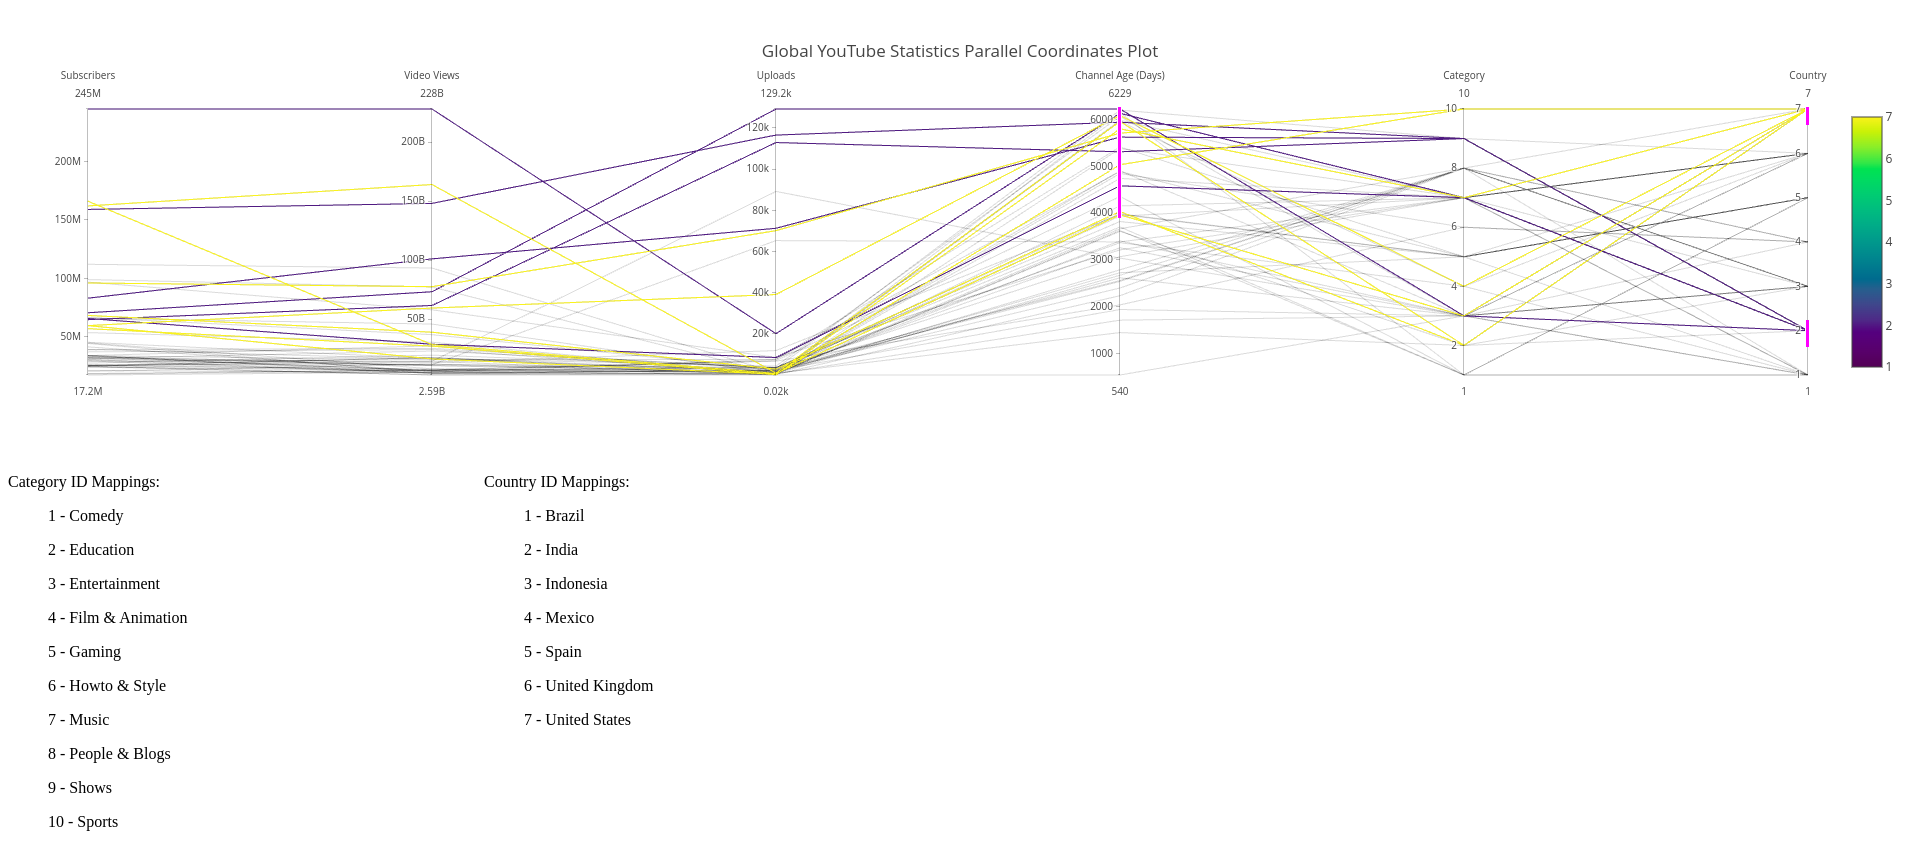 Global YouTube Statistics Parallel Coordinates Plot
Subscribers Video Views Uploads Channel Age (Days) Category Country
245M 228B 129.2k 6229 10 7
200M
150M
100M
50M
200B
150B
100B
50B
120k
100k
80k
60k
40k
20k
6000
5000
4000
3000
2000
1000
10
8
6
4
2
7
6
5
4
3
2
1
7
6
5
4
3
2
1
17.2M 2.59B 0.02k 540 1 1
Category ID Mappings:
1 - Comedy
2 - Education
3 - Entertainment
4 - Film & Animation
5 - Gaming
6 - Howto & Style
7 - Music
8 - People & Blogs
9 - Shows
10 - Sports
Country ID Mappings:
1 - Brazil
2 - India
3 - Indonesia
4 - Mexico
5 - Spain
6 - United Kingdom
7 - United States